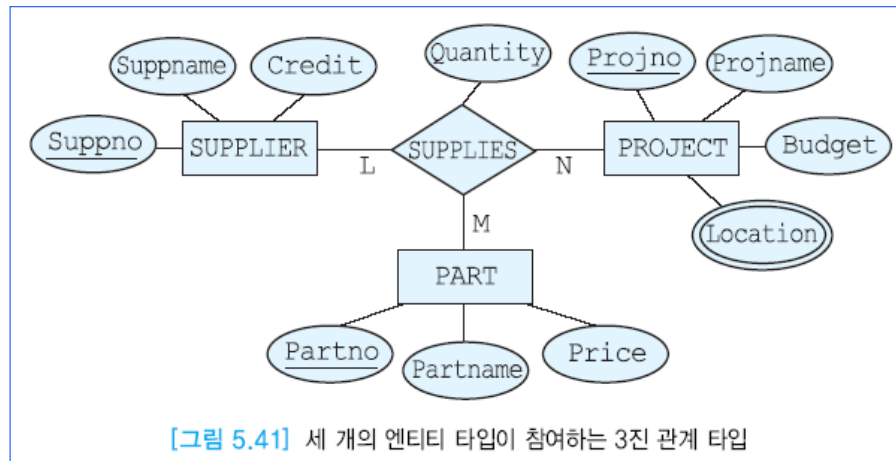 Suppname
Credit
Quantity
Projno
Projname
Suppno
SUPPLIER
L
SUPPLIES
N
PROJECT
Budget
M
Location
PART
Partno
Partname
Price
[그림 5.41] 세 개의 엔티티 타입이 참여하는 3진 관계 타입